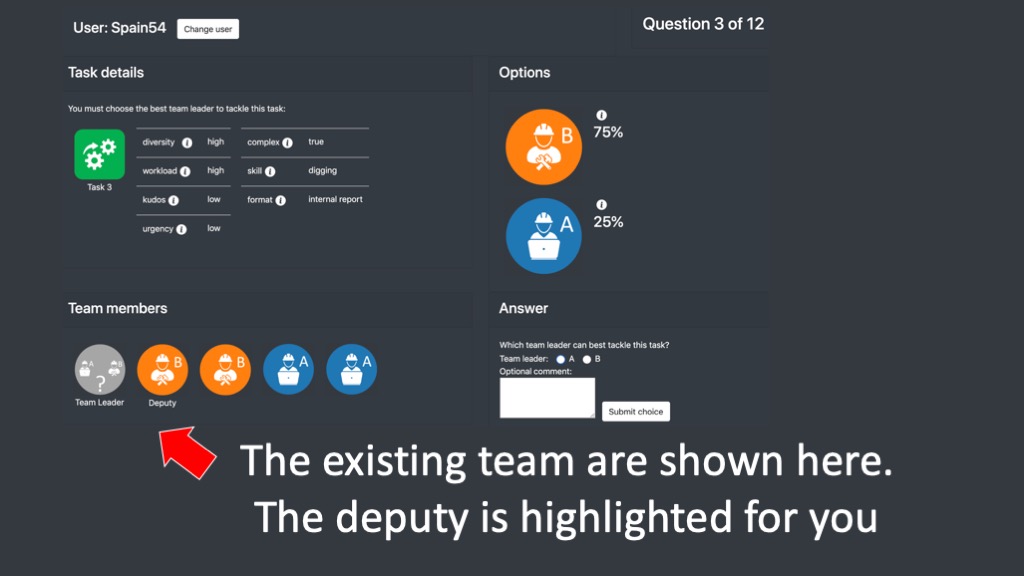 User: Spain54
Change user
Question 3 of 12
Task details
You must choose the best team leader to tackle this task:
Task 3
diversity i high
workload i high
kudos i low
urgency i low
complex i true
skill i digging
format i internal report
Options
B
i
75%
A
i
25%
Team members
A B
?
Team Leader
B
Deputy
B
A
A
Answer
Which team leader can best tackle this task?
Team leader: A B
Optional comment:
Submit choice
The existing team are shown here.
The deputy is highlighted for you